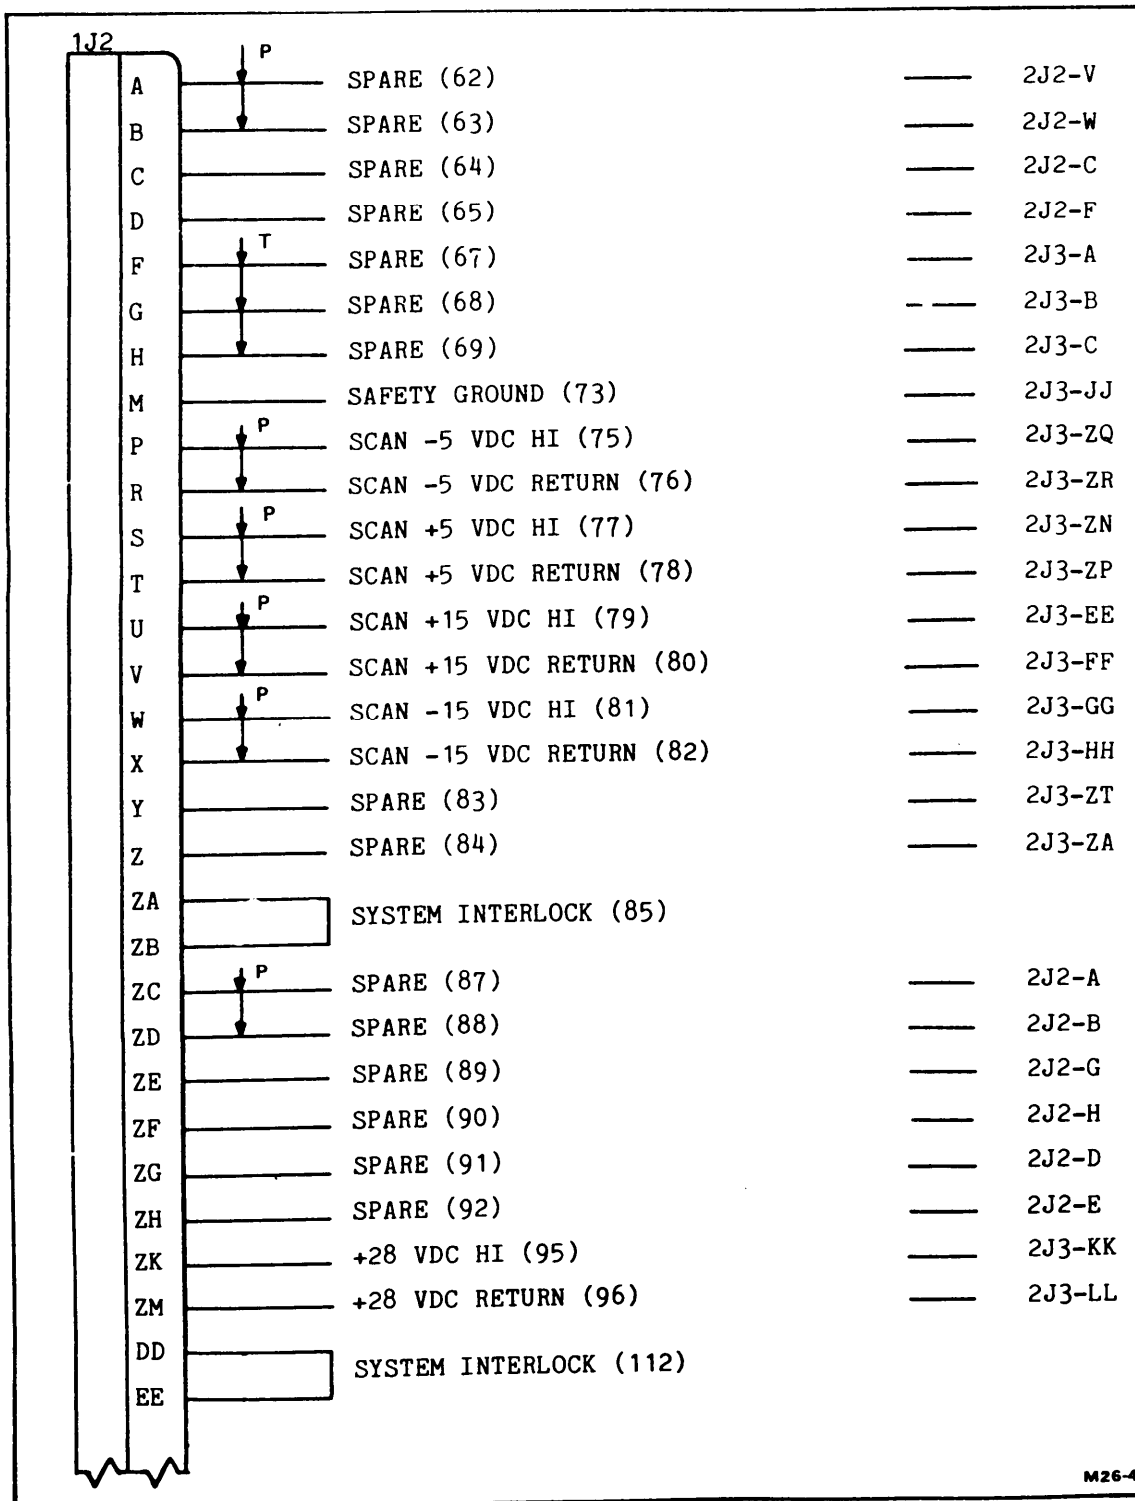 1J2
P
A SPARE (62) 2J2-V
B SPARE (63) 2J2-W
C SPARE (64) 2J2-C
D SPARE (65) 2J2-F
T
F SPARE (67) 2J3-A
G SPARE (68) 2J3-B
H SPARE (69) 2J3-C
M SAFETY GROUND (73) 2J3-JJ
P
P SCAN -5 VDC HI (75) 2J3-ZQ
R SCAN -5 VDC RETURN (76) 2J3-ZR
P
S SCAN +5 VDC HI (77) 2J3-ZN
T SCAN +5 VDC RETURN (78) 2J3-ZP
P
U SCAN +15 VDC HI (79) 2J3-EE
V SCAN +15 VDC RETURN (80) 2J3-FF
P
W SCAN -15 VDC HI (81) 2J3-GG
X SCAN -15 VDC RETURN (82) 2J3-HH
Y SPARE (83) 2J3-ZT
Z SPARE (84) 2J3-ZA
ZA
SYSTEM INTERLOCK (85)
ZB
P
ZC SPARE (87) 2J2-A
ZD SPARE (88) 2J2-B
ZE SPARE (89) 2J2-G
ZF SPARE (90) 2J2-H
ZG SPARE (91) 2J2-D
ZH SPARE (92) 2J2-E
ZK +28 VDC HI (95) 2J3-KK
ZM +28 VDC RETURN (96) 2J3-LL
DD
SYSTEM INTERLOCK (112)
EE
M26-4